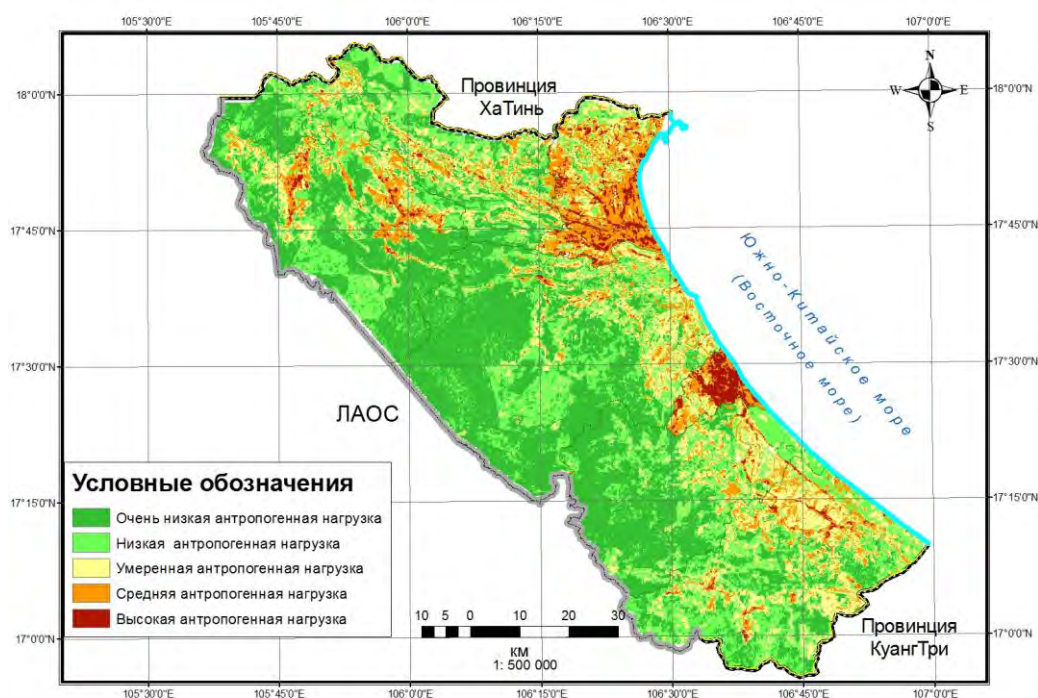 105°30'0"E 105°45'0"E 106°0'0"E 106°15'0"E 106°30'0"E 106°45'0"E 107°0'0"E
N
W E
S
18°0'0"N 18°0'0"N
17°45'0"N 17°45'0"N
17°30'0"N 17°30'0"N
17°15'0"N 17°15'0"N
17°0'0"N 17°0'0"N
Провинция
ХаТинь
Южно-Китайское море
(Восточное море)
ЛАОС
Условные обозначения
Очень низкая антропогенная нагрузка
Низкая антропогенная нагрузка
Умеренная антропогенная нагрузка
Средняя антропогенная нагрузка
Высокая антропогенная нагрузка
10 5 0 10 20 30
км
1: 500 000
Провинция
КуангТри
105°30'0"E 105°45'0"E 106°0'0"E 106°15'0"E 106°30'0"E 106°45'0"E 107°0'0"E